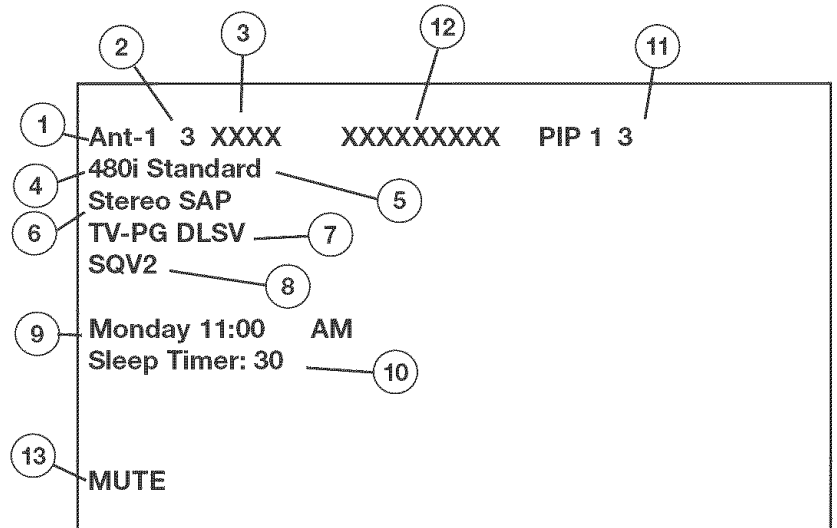 3
12
2
11
1
Ant-1 3 XXXX XXXXXXXXX PIP 1 3
4
480i Standard
5
Stereo SAP
6
TV-PG DLSV
7
SQV2
8
9
Monday 11:00 AM
Sleep Timer: 30
10
13
MUTE